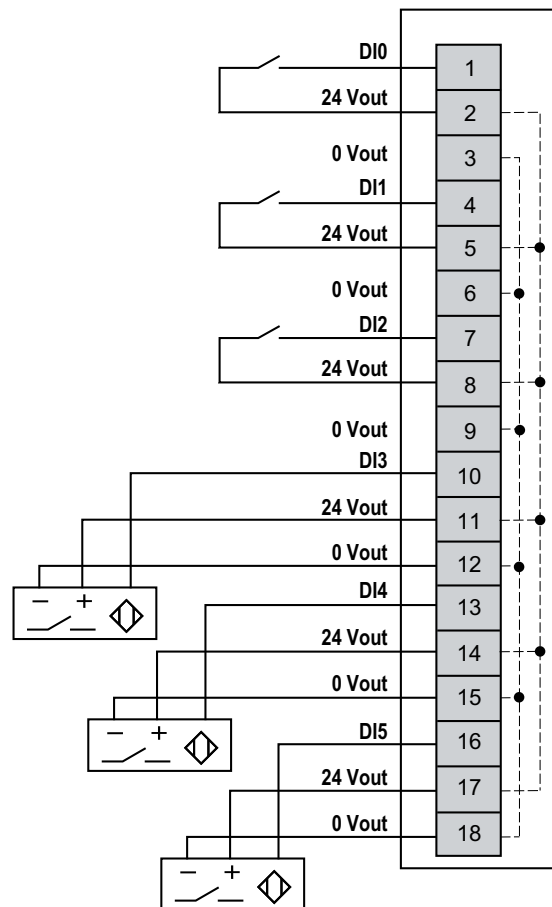 DI0 1
24 Vout 2
0 Vout 3
DI1 4
24 Vout 5
0 Vout 6
DI2 7
24 Vout 8
0 Vout 9
DI3 10
24 Vout 11
0 Vout 12
− +
DI4 13
24 Vout 14
0 Vout 15
− +
DI5 16
24 Vout 17
0 Vout 18
− +